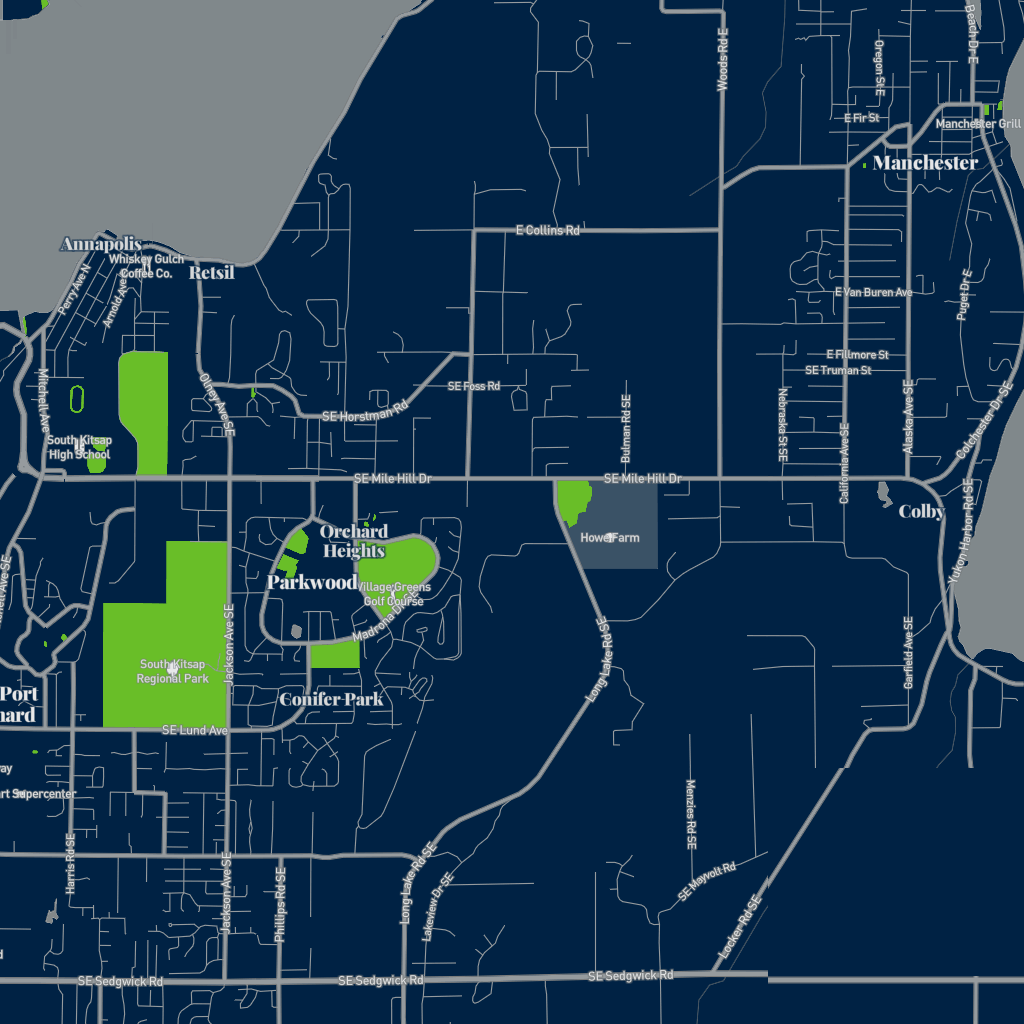 Beach Dr E
Woods Rd E
Oregon St E
E Fir St
Manchester Grill
Manchester
E Collins Rd
Annapolis
Whiskey Gulch
Coffee Co.
Retsil
Perry Ave N
Arnold Ave
E Van Buren Ave
Puget Dr E
E Fillmore St
SE Truman St
Mitchell Ave
Olney Ave SE
SE Foss Rd
SE Horstman Rd
Bulman Rd SE
Nebraska St SE
California Ave SE
Alaska Ave SE
Colchester Dr SE
South Kitsap
High School
SE Mile Hill Dr
SE Mile Hill Dr
Colby
Yukon Harbor Rd SE
Orchard
Heights
Howe Farm
Parkwood
Village Greens
Golf Course
Madrona Dr SE
Jackson Ave SE
Long Lake Rd SE
Garfield Ave SE
South Kitsap
Regional Park
Port
Conifer Park
SE Lund Ave
Menzies Rd SE
Harris Rd SE
Jackson Ave SE
Phillips Rd SE
Long Lake Rd SE
Lakeview Dr SE
SE Mayvolt Rd
Locker Rd SE
SE Sedgwick Rd
SE Sedgwick Rd
SE Sedgwick Rd